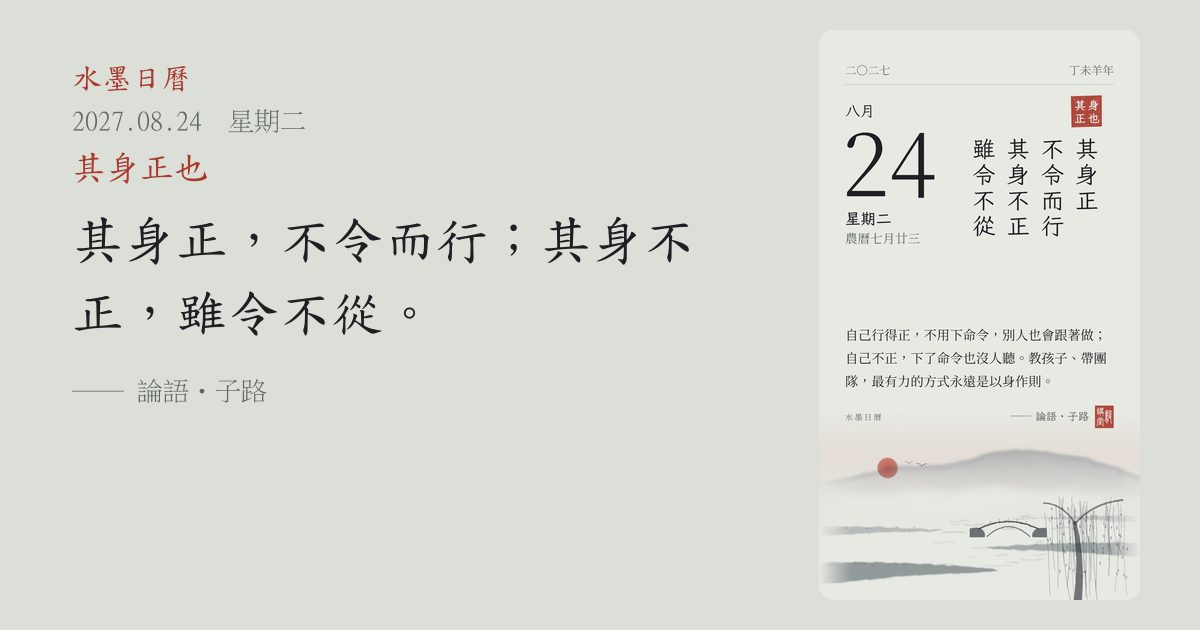 水墨日曆
2027.08.24 星期二
其身正也
其身正，不令而行；其身不
正，雖令不從。
—— 論語・子路
二〇二七
丁未羊年
八月
24
星期二
農曆七月廿三
其身正也
其身正
不令而行
其身不正
雖令不從
自己行得正，不用下命令，別人也會跟著做；
自己不正，下了命令也沒人聽。教孩子、帶團
隊，最有力的方式永遠是以身作則。
水墨日曆
—— 論語・子路